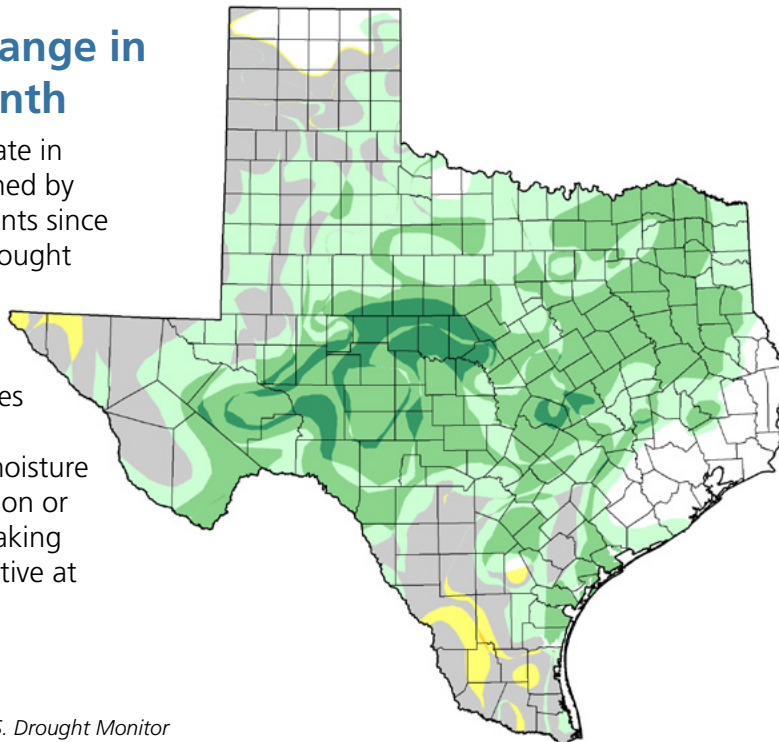 ange in
nth
ate in
ned by
nts since
ought
es
moisture
on or
aking
tive at
S. Drought Monitor